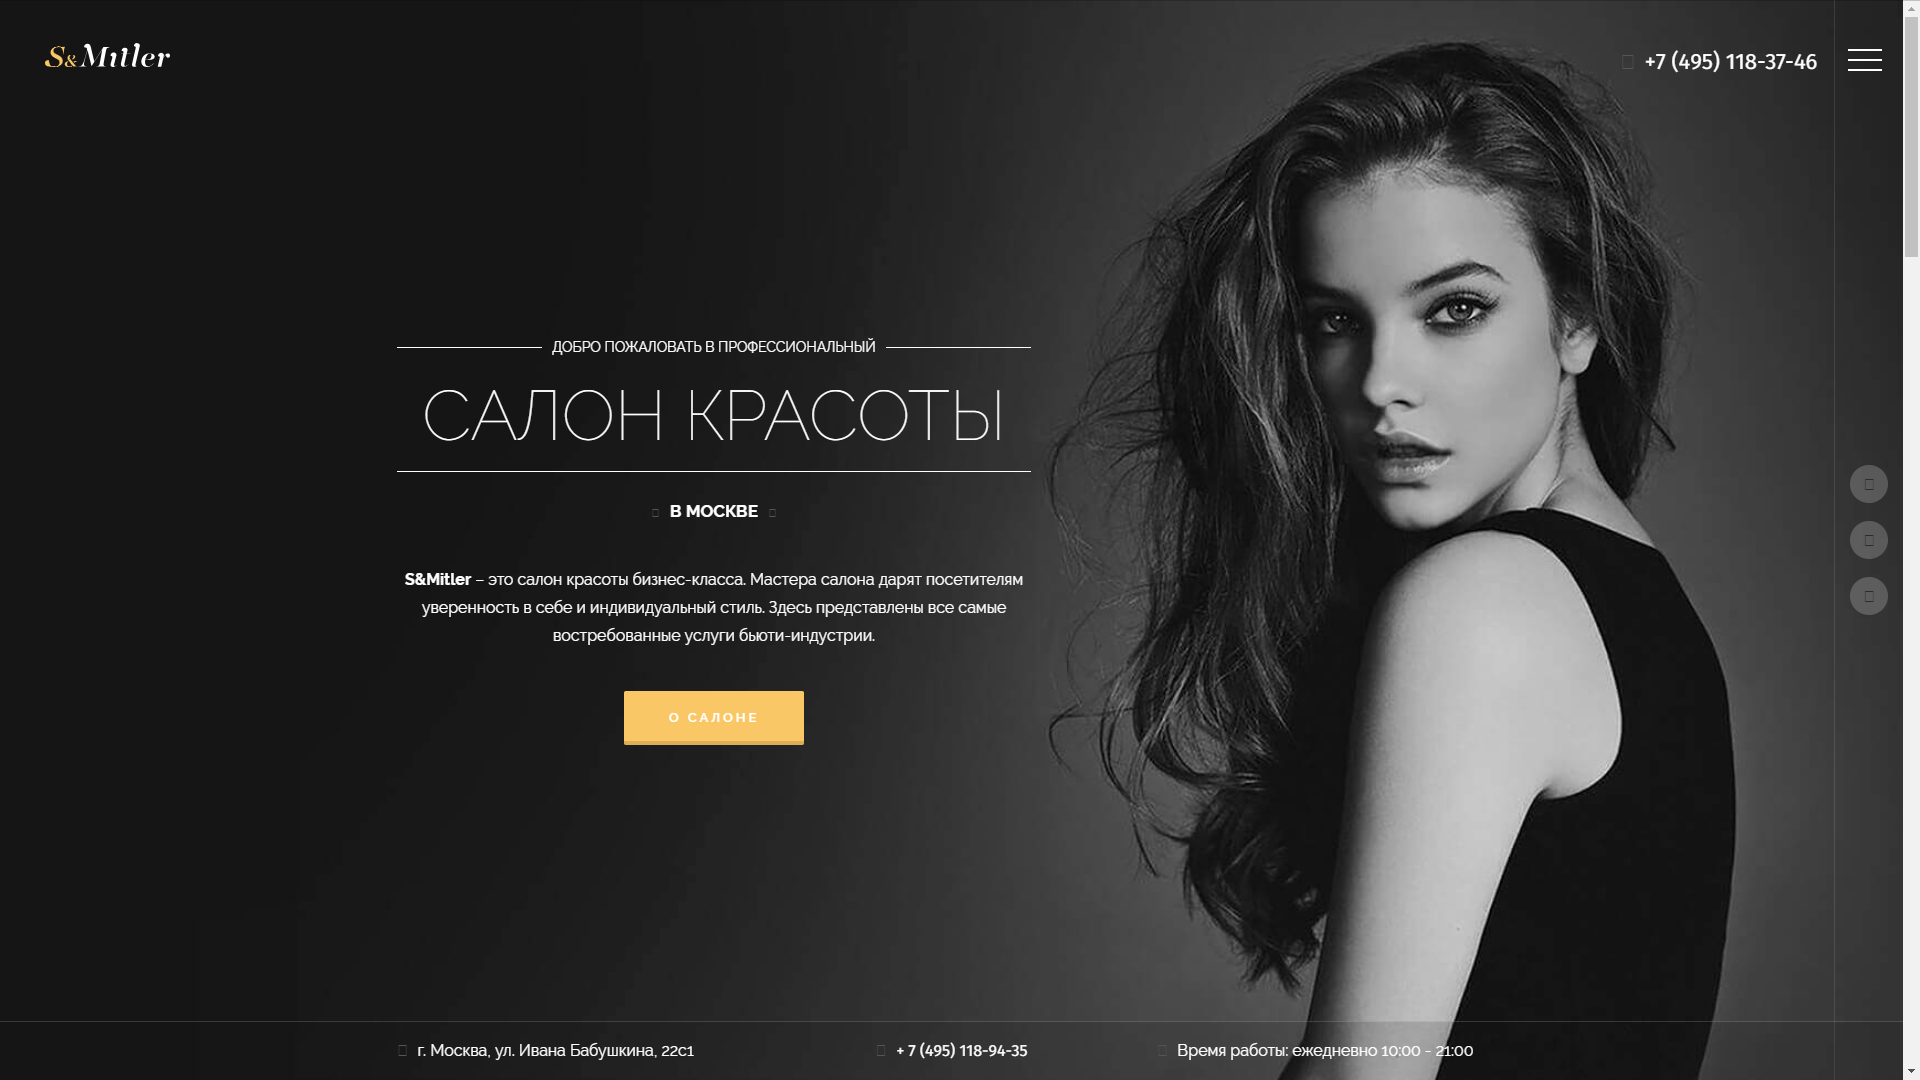 S&Mitler
+7 (495) 118-37-46
ДОБРО ПОЖАЛОВАТЬ В ПРОФЕССИОНАЛЬНЫЙ
САЛОН КРАСОТЫ
В МОСКВЕ
S&Mitler – это салон красоты бизнес-класса. Мастера салона дарят посетителям
уверенность в себе и индивидуальный стиль. Здесь представлены все самые
востребованные услуги бьюти-индустрии.
О САЛОНЕ
г. Москва, ул. Ивана Бабушкина, 22с1
+ 7 (495) 118-94-35
Время работы: ежедневно 10:00 - 21:00